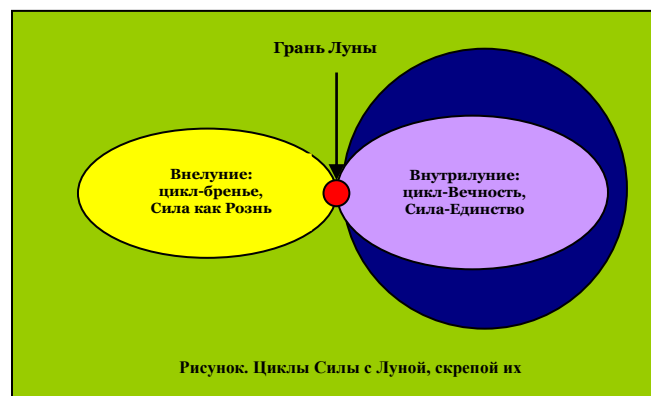 Грань Луны
Внелуние:
цикл-бренье,
Сила как Рознь
Внутрилуние:
цикл-Вечность,
Сила-Единство
Рисунок. Циклы Силы с Луной, скрепой их